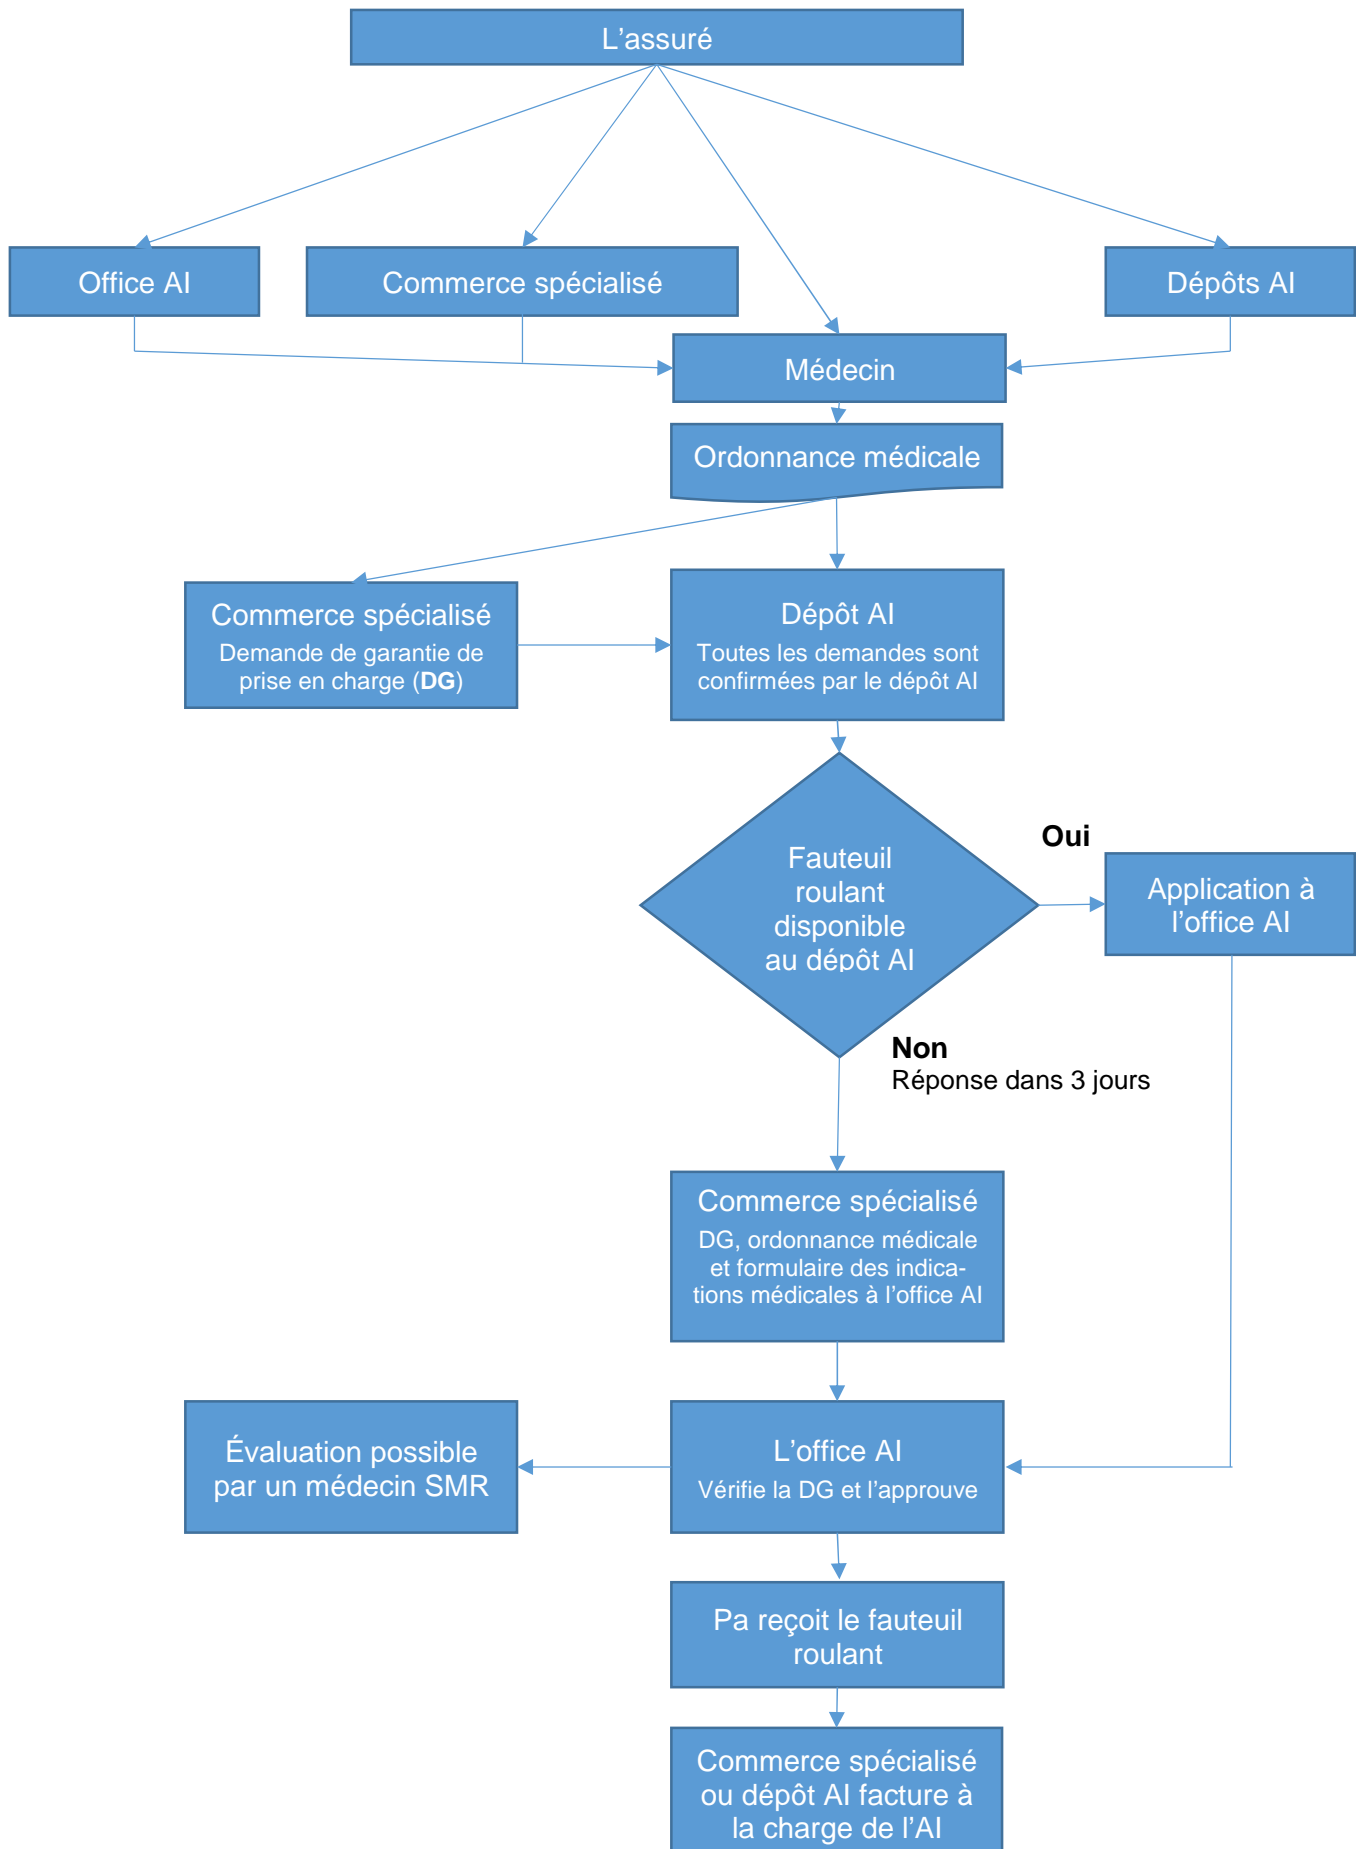 L’assuré
Office AI
Commerce spécialisé
Dépôts AI
Médecin
Ordonnance médicale
Commerce spécialisé
Demande de garantie de
prise en charge (DG)
Dépôt AI
Toutes les demandes sont
confirmées par le dépôt AI
Fauteuil
roulant
disponible
au dépôt AI
Oui
Application à
l’office AI
Non
Réponse dans 3 jours
Commerce spécialisé
DG, ordonnance médicale
et formulaire des indica-
tions médicales à l’office AI
Évaluation possible
par un médecin SMR
L’office AI
Vérifie la DG et l’approuve
Pa reçoit le fauteuil
roulant
Commerce spécialisé
ou dépôt AI facture à
la charge de l’AI